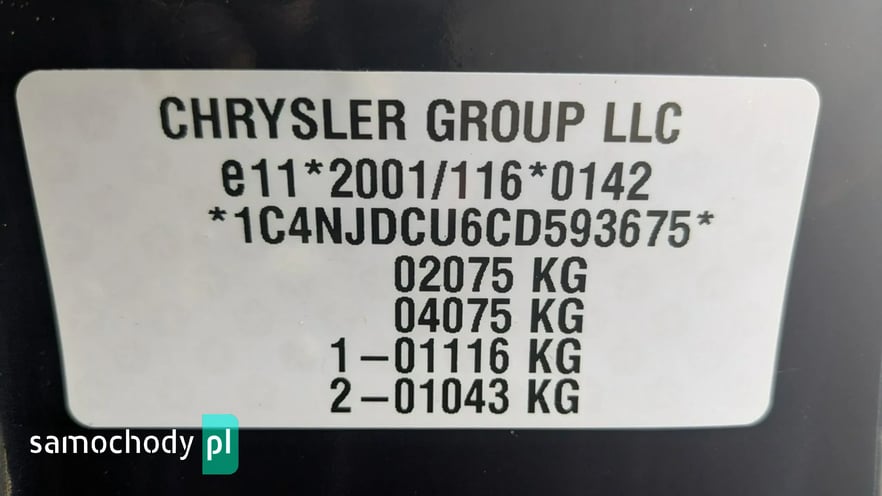 CHRYSLER GROUP LLC
e11*2001/116*0142
*1C4NJDCU6CD593675*
02075 KG
04075 KG
1-01116 KG
2-01043 KG
samochody pl